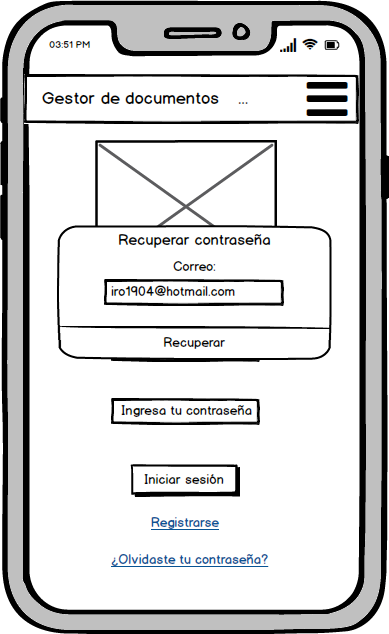 03:51 PM
Gestor de documentos ...
Recuperar contraseña
Correo:
iro1904@hotmail.com
Recuperar
Ingresa tu contraseña
Iniciar sesión
Registrarse
¿Olvidaste tu contraseña?